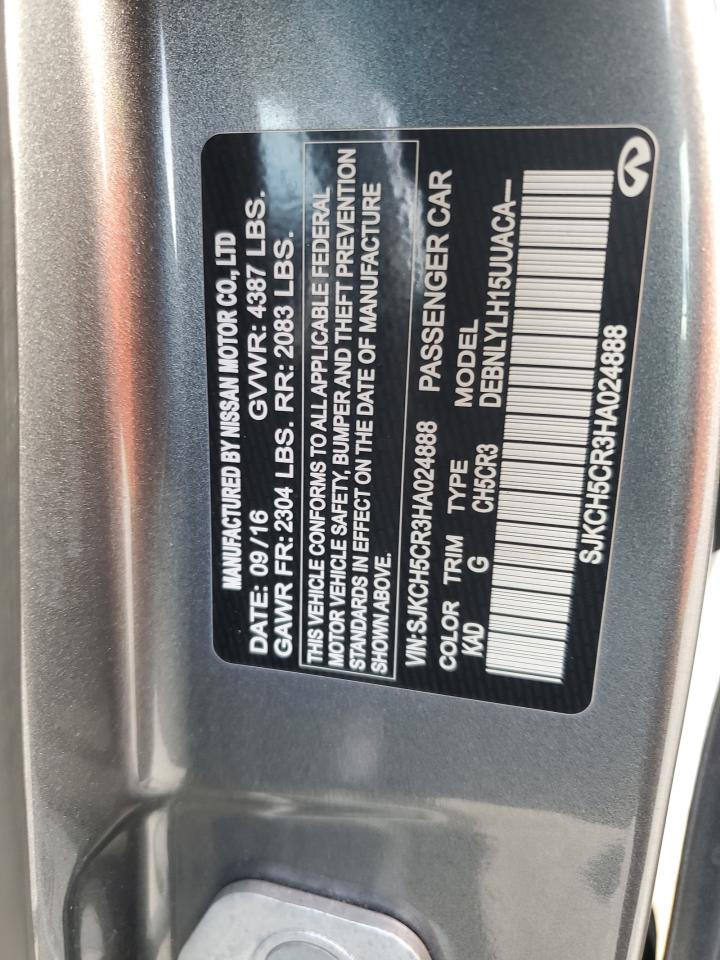 MANUFACTURED BY NISSAN MOTOR CO., LTD
DATE: 09 /16 GVWR: 4387 LBS.
GAWR FR: 2304 LBS. RR: 2083 LBS.
THIS VEHICLE CONFORMS TO ALL APPLICABLE FEDERAL
MOTOR VEHICLE SAFETY, BUMPER AND THEFT PREVENTION
STANDARDS IN EFFECT ON THE DATE OF MANUFACTURE
SHOWN ABOVE.
VIN:SJKCH5CR3HA024888 PASSENGER CAR
COLOR TRIM TYPE MODEL
KAD G CH5CR3 DEBNLYLH15UUACA—
SJKCH5CR3HA024888